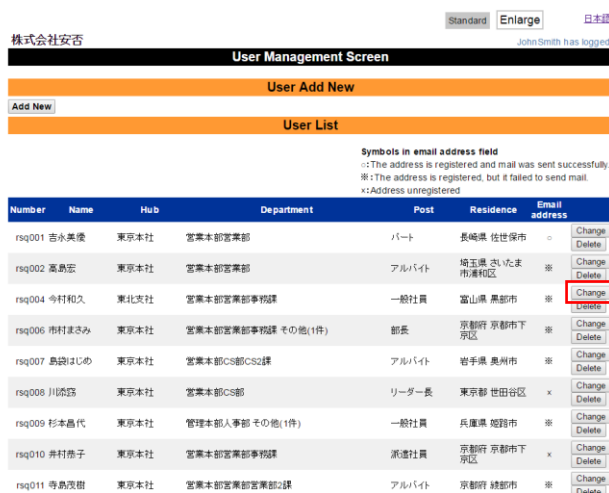 Standard Enlarge 日本語
株式会社安否
JohnSmith has logged
User Management Screen
User Add New
Add New
User List
Symbols in email address field
○:The address is registered and mail was sent successfully.
※:The address is registered, but it failed to send mail.
×:Address unregistered
Number Name Hub Department Post Residence Email address
rsq001 吉永美優 東京本社 営業本部営業部 パート 長崎県 佐世保市 ○ Change
Delete
rsq002 高島宏 東京本社 営業本部営業部 アルバイト 埼玉県 さいたま市浦和区 ※ Change
Delete
rsq004 今村和久 東北支社 営業本部営業部事務課 一般社員 富山県 黒部市 ※ Change
Delete
rsq006 市村まさみ 東京本社 営業本部営業部事務課 その他(1件) 部長 京都府 京都市下京区 ※ Change
Delete
rsq007 島袋はじめ 東京本社 営業本部CS部CS2課 アルバイト 岩手県 奥州市 ※ Change
Delete
rsq008 川添 東京本社 営業本部CS部 リーダー長 東京都 世田谷区 × Change
Delete
rsq009 杉本昌代 東京本社 管理本部人事部 その他(1件) 一般社員 兵庫県 姫路市 ※ Change
Delete
rsq010 井村恭子 東京本社 営業本部営業部事務課 派遣社員 京都府 京都市下京区 × Change
Delete
rsq011 寺島茂樹 東京本社 営業本部営業部営業部2課 アルバイト 京都府 綾部市 ※ Change
Delete